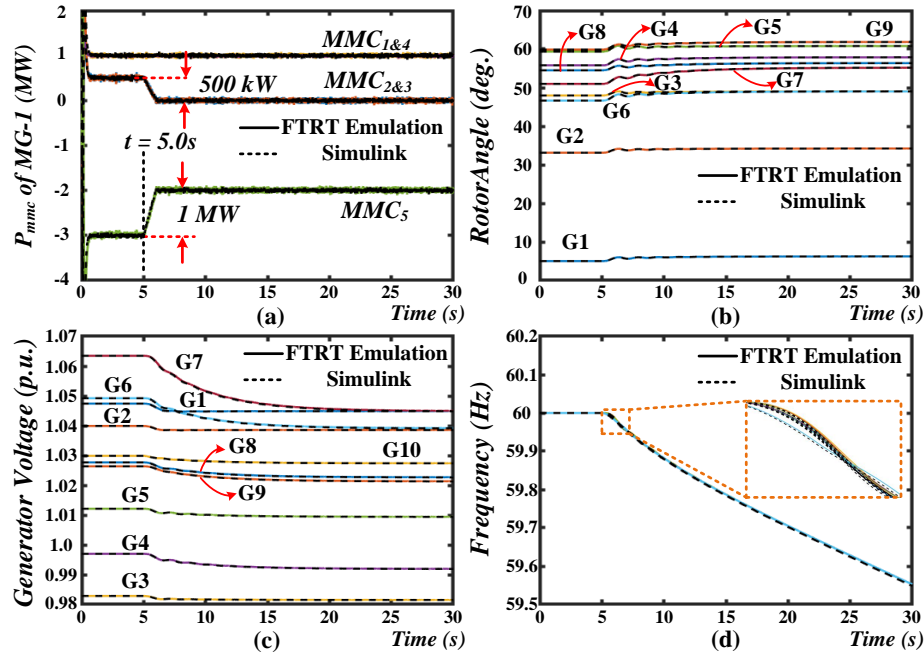 P_mmc of MG-1 (MW)
2
1
0
-1
-2
-3
-4
MMC_1&4
500 kW
MMC_2&3
FTRT Emulation
t = 5.0s
Simulink
1 MW
MMC_5
0 5 10 15 20 25 30
(a)
Time (s)
RotorAngle (deg.)
80
70
60
50
40
30
20
10
0
G8
G4
G5
G9
G3
G7
G6
G2
FTRT Emulation
Simulink
G1
0 5 10 15 20 25 30
(b)
Time (s)
Generator Voltage (p.u.)
1.07
1.06
1.05
1.04
1.03
1.02
1.01
1.0
0.99
0.98
G7
FTRT Emulation
Simulink
G6
G1
G2
G8
G10
G9
G5
G4
G3
0 5 10 15 20 25 30
(c)
Time (s)
Frequency (Hz)
60.1
60
59.9
59.8
59.7
59.6
59.5
FTRT Emulation
Simulink
0 5 10 15 20 25 30
(d)
Time (s)